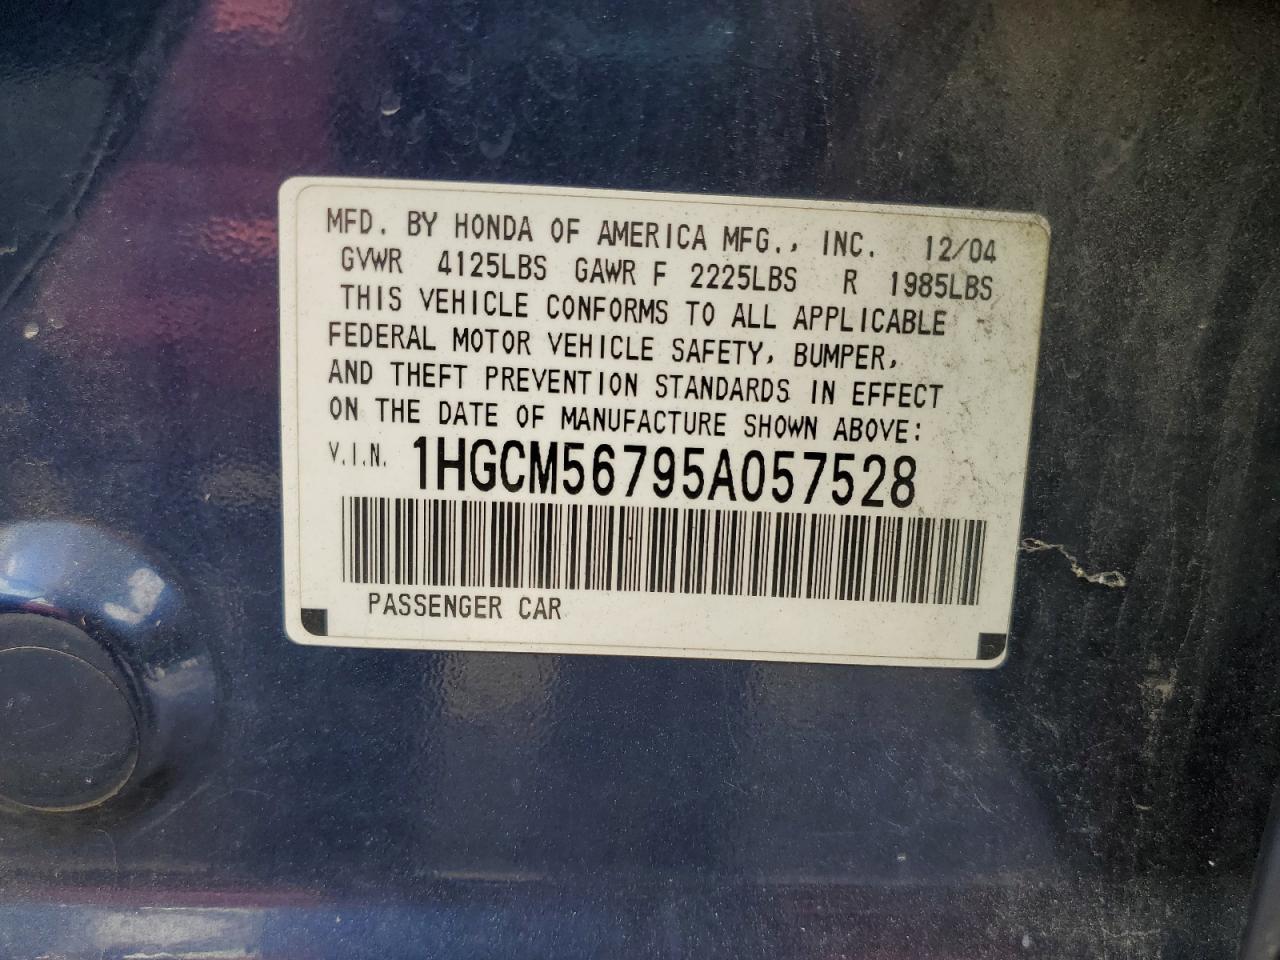 MFD. BY HONDA OF AMERICA MFG., INC. 12/04
GVWR 4125LBS GAWR F 2225LBS R 1985LBS
THIS VEHICLE CONFORMS TO ALL APPLICABLE
FEDERAL MOTOR VEHICLE SAFETY, BUMPER,
AND THEFT PREVENTION STANDARDS IN EFFECT
ON THE DATE OF MANUFACTURE SHOWN ABOVE:
V.I.N. 1HGCM56795A057528
PASSENGER CAR